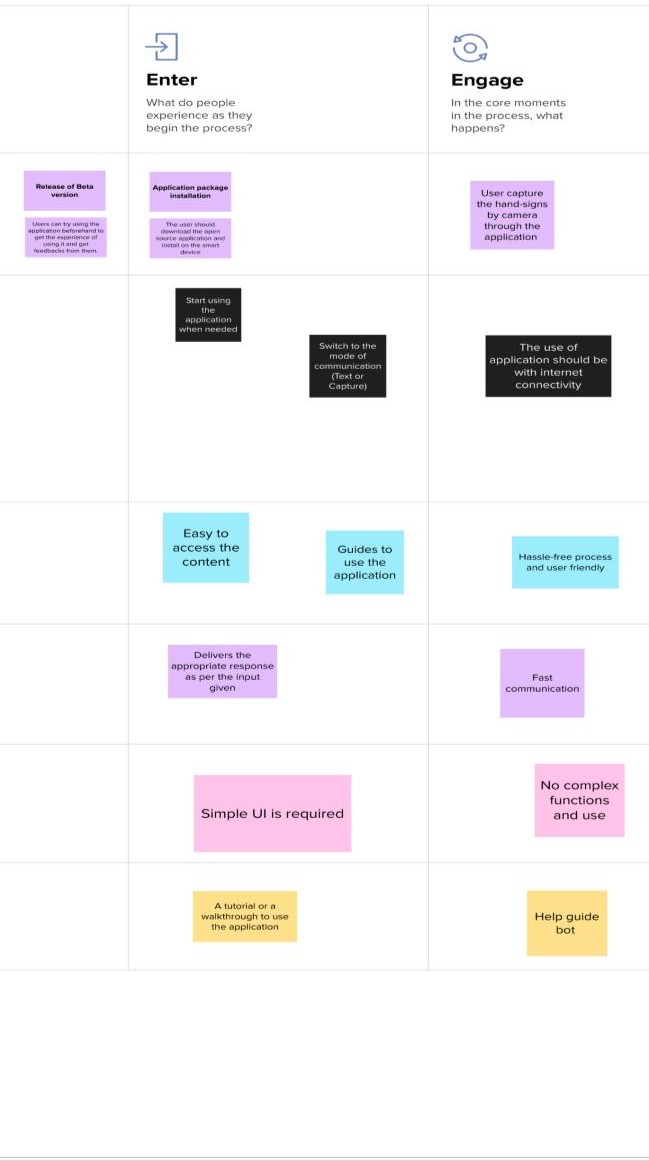 Enter
What do people
experience as they
begin the process?
Engage
In the core moments
in the process, what
happens?
Release of Beta
version
Users can try using the
application beforehand to
get the experience of
using it and get
feedbacks from them.
Application package
installation
The user should
download the open
source application and
install on the smart
device
User capture
the hand-signs
by camera
through the
application
Start using
the
application
when needed
Switch to the
mode of
communication
(Text or
Capture)
The use of
application should be
with internet
connectivity
Easy to
access the
content
Guides to
use the
application
Hassle-free process
and user friendly
Delivers the
appropriate response
as per the input
given
Fast
communication
Simple UI is required
No complex
functions
and use
A tutorial or a
walkthrough to use
the application
Help guide
bot